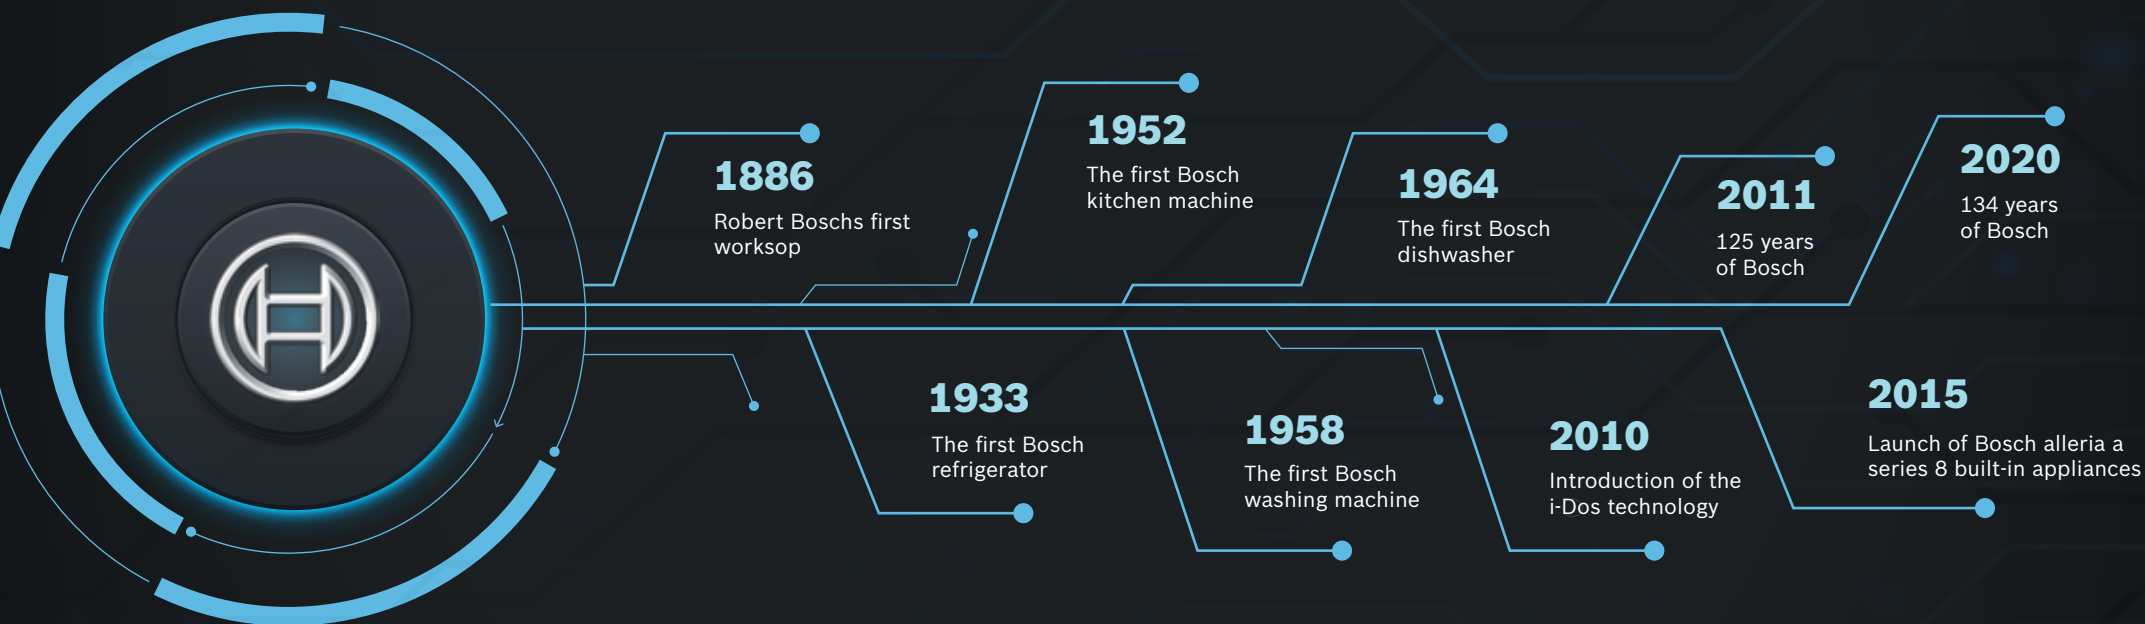 1886
Robert Boschs first
worksop
1933
The first Bosch
refrigerator
1952
The first Bosch
kitchen machine
1958
The first Bosch
washing machine
1964
The first Bosch
dishwasher
2010
Introduction of the
i-Dos technology
2011
125 years
of Bosch
2015
Launch of Bosch alleria a
series 8 built-in appliances
2020
134 years
of Bosch